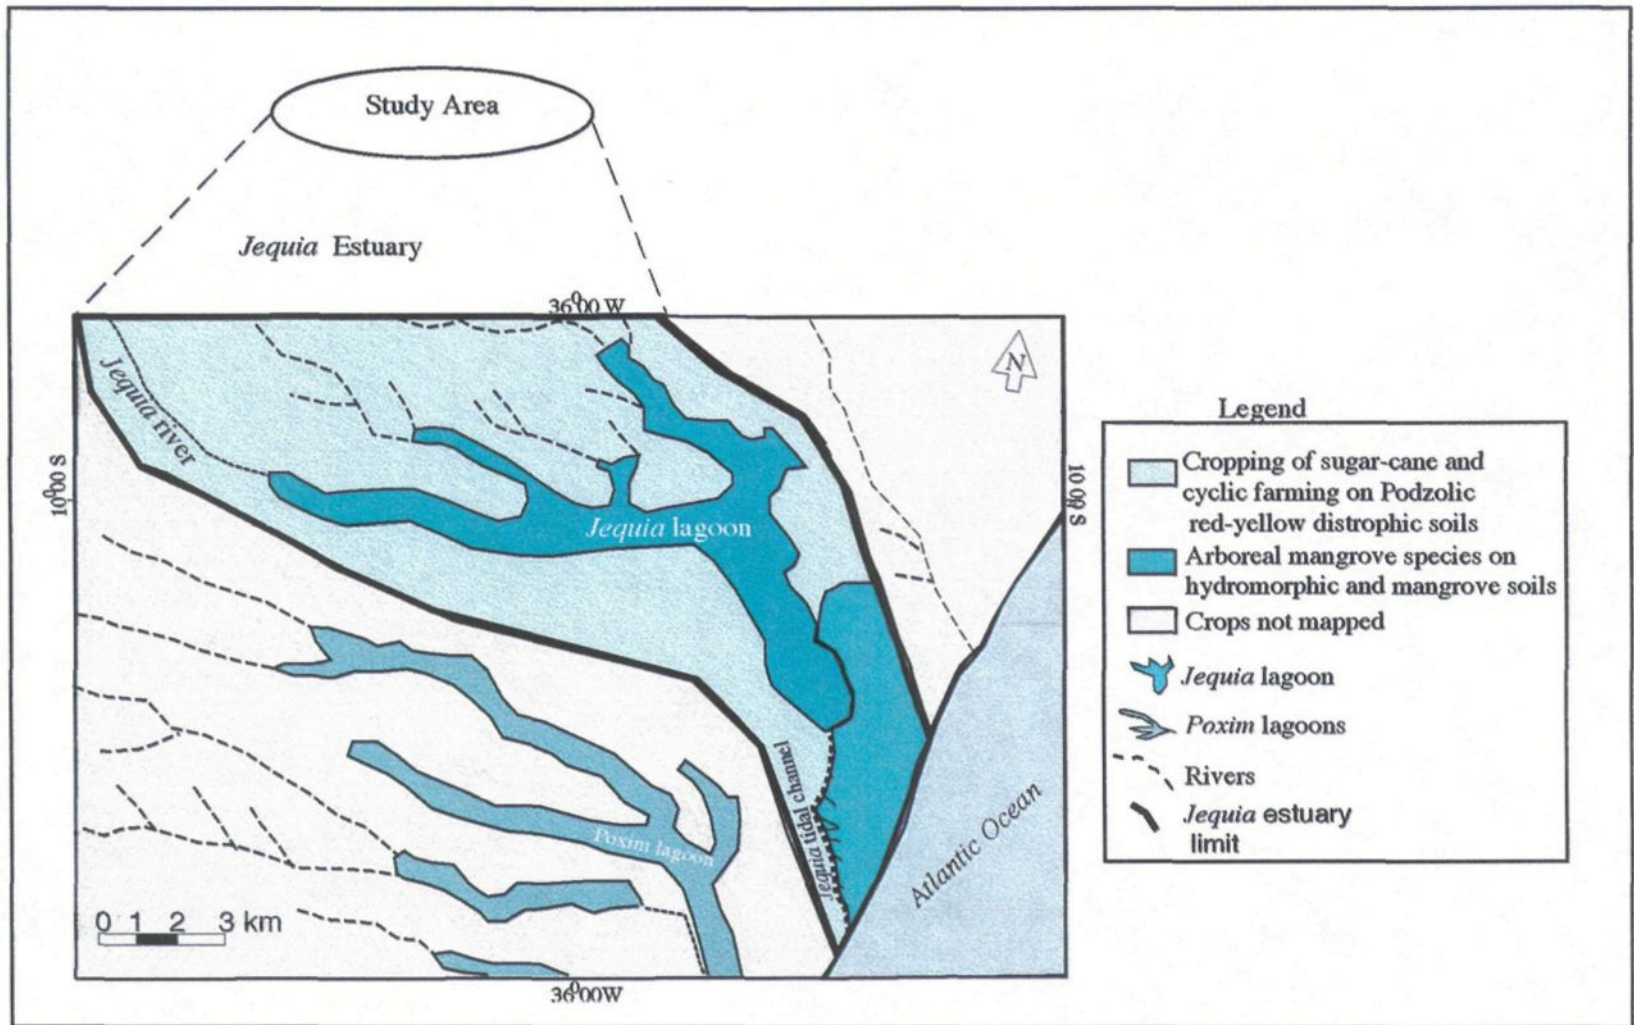 Study Area
Jequia Estuary
36°00 W
N
Jequia river
10°00 S
10 00 S
Jequia lagoon
Jequia tidal channel
Poxim lagoon
Atlantic Ocean
0 1 2 3 km
36°00W
Legend
Cropping of sugar-cane and
cyclic farming on Podzolic
red-yellow distrophic soils
Arboreal mangrove species on
hydromorphic and mangrove soils
Crops not mapped
Jequia lagoon
Poxim lagoons
Rivers
Jequia estuary
limit